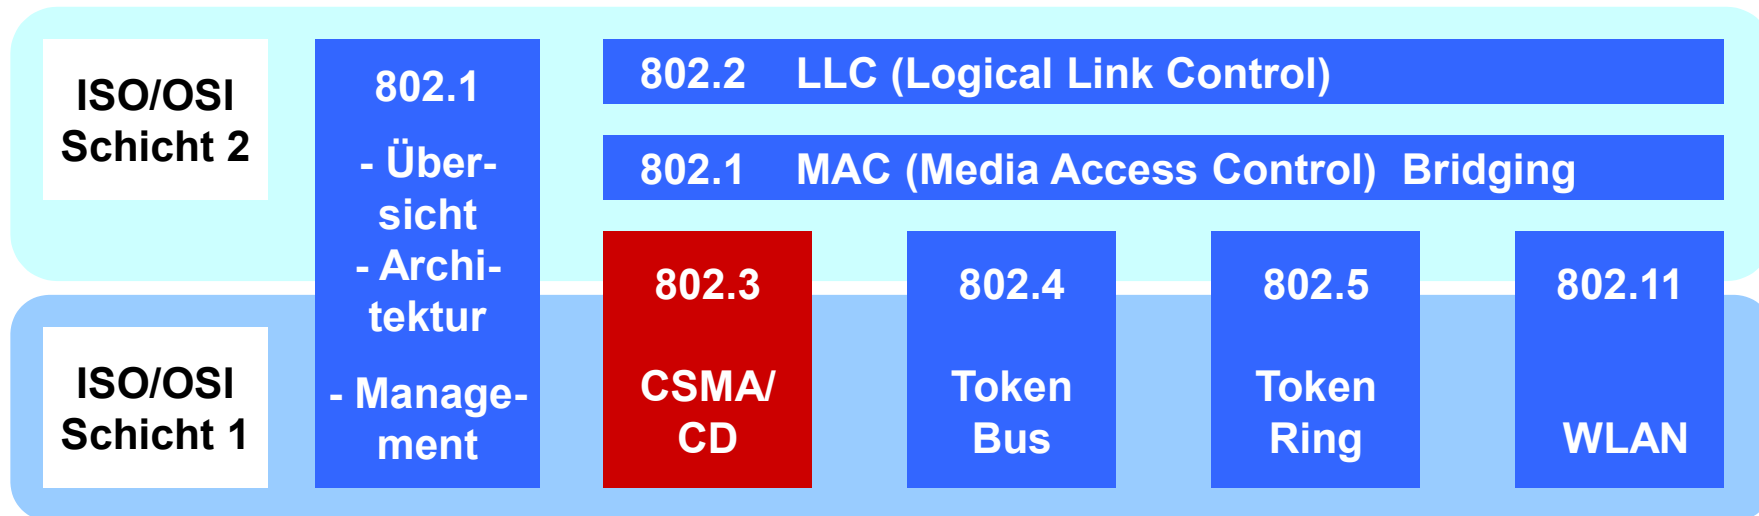 ISO/OSI
Schicht 2
802.1
- Über-
sicht
- Archi-
tektur
- Manage-
ment
802.2 LLC (Logical Link Control)
802.1 MAC (Media Access Control) Bridging
802.3
CSMA/
CD
802.4
Token
Bus
802.5
Token
Ring
802.11
WLAN
ISO/OSI
Schicht 1